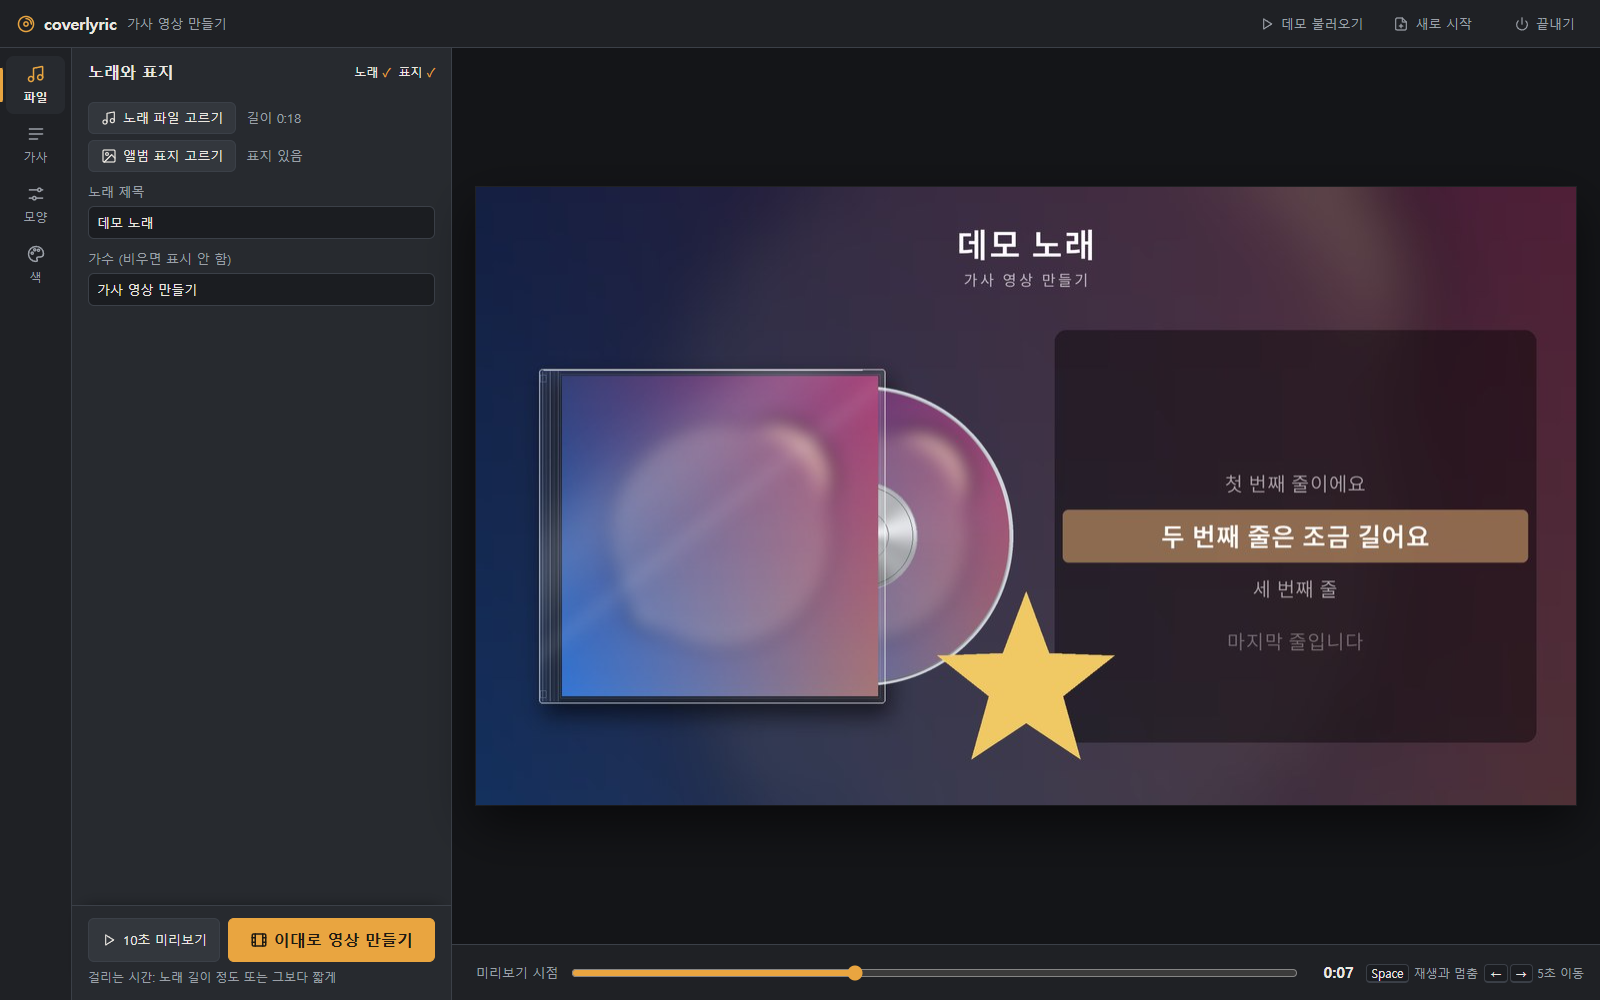 coverlyric 가사 영상 만들기
데모 불러오기 새로 시작 끝내기
파일
가사
모양
색
노래와 표지
노래 ✓ 표지 ✓
노래 파일 고르기 길이 0:18
앨범 표지 고르기 표지 있음
노래 제목
데모 노래
가수 (비우면 표시 안 함)
가사 영상 만들기
10초 미리보기 이대로 영상 만들기
걸리는 시간: 노래 길이 정도 또는 그보다 짧게
데모 노래
가사 영상 만들기
첫 번째 줄이에요
두 번째 줄은 조금 길어요
세 번째 줄
마지막 줄입니다
미리보기 시점 0:07 Space 재생과 멈춤 ← → 5초 이동